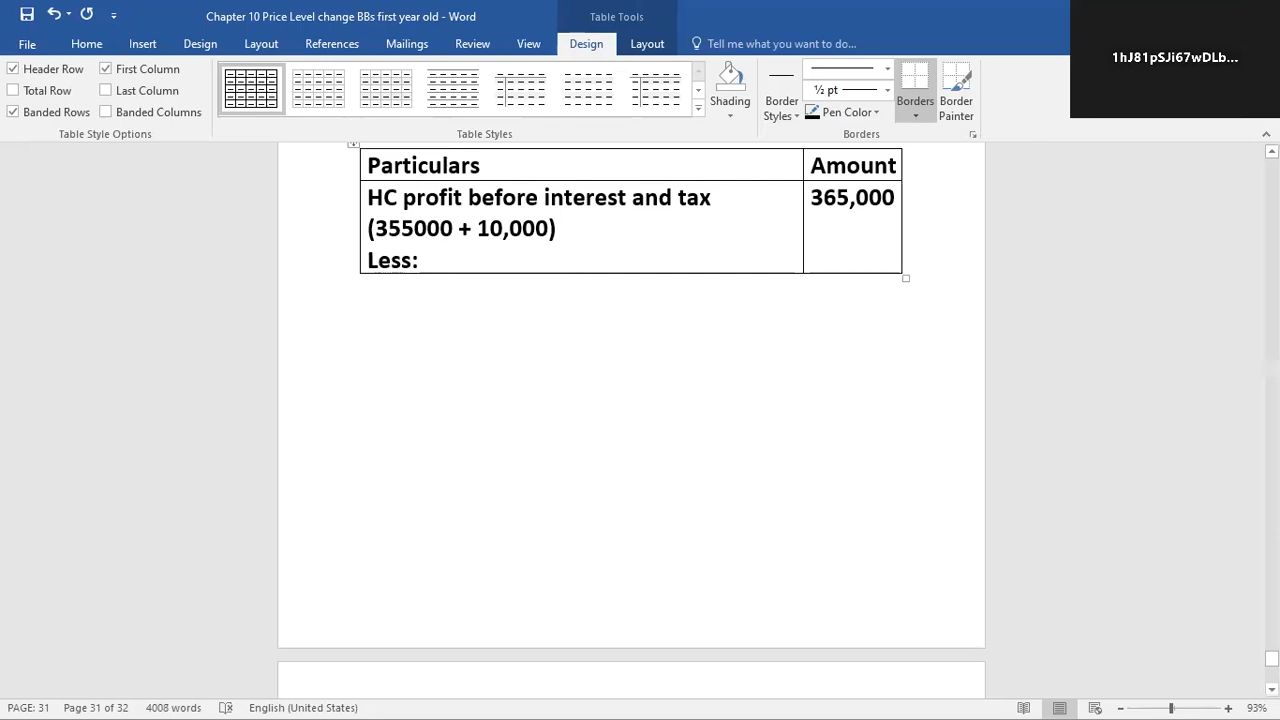 Chapter 10 Price Level change BBs first year old - Word
Table Tools
File Home Insert Design Layout References Mailings Review View Design Layout Tell me what you want to do...
1hJ81pSJi67wDLb...
Header Row First Column
Total Row Last Column
Banded Rows Banded Columns
Table Style Options
Table Styles
Shading
Border Styles
½ pt
Pen Color
Borders
Border Painter
Borders
Particulars Amount
HC profit before interest and tax 365,000
(355000 + 10,000)
Less:
PAGE: 31 Page 31 of 32 4008 words English (United States) 93%